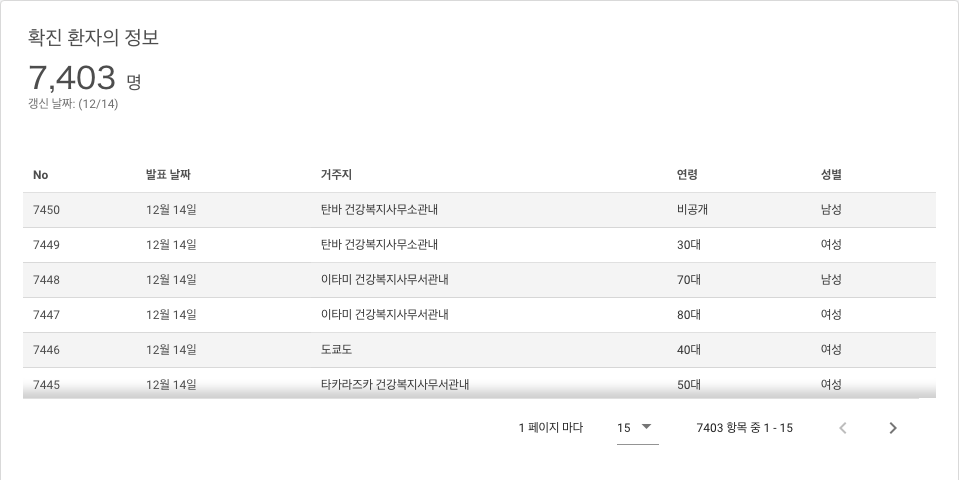 확진 환자의 정보
7,403 명
갱신 날짜: (12/14)
No 발표 날짜 거주지 연령 성별
7450 12월 14일 탄바 건강복지사무소관내 비공개 남성
7449 12월 14일 탄바 건강복지사무소관내 30대 여성
7448 12월 14일 이타미 건강복지사무서관내 70대 남성
7447 12월 14일 이타미 건강복지사무서관내 80대 여성
7446 12월 14일 도쿄도 40대 여성
7445 12월 14일 타카라즈카 건강복지사무서관내 50대 여성
1 페이지 마다 15 7403 항목 중 1 - 15